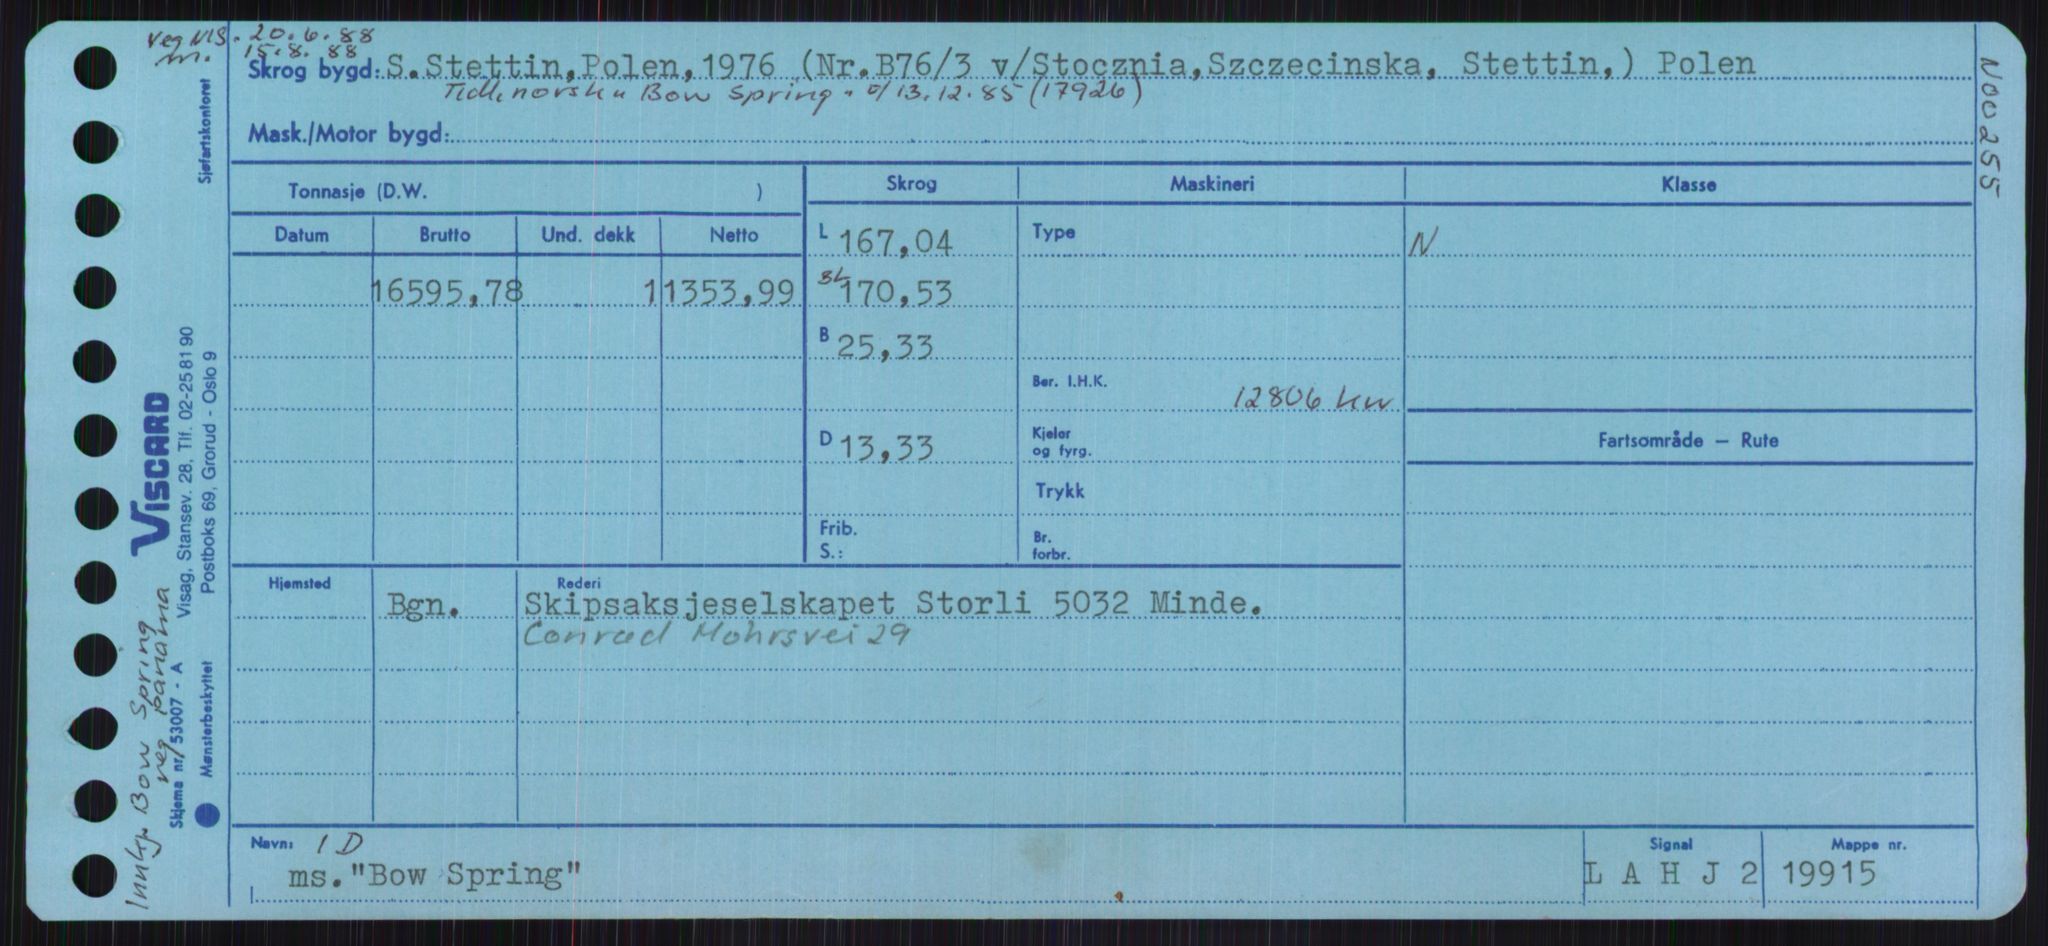 Veg NIS. 20.6.88
m. 15.8.88
Skrog bygd: S.Stettin,Polen,1976 (Nr.B76/3 v/Stocznia,Szczecinska, Stettin,) Polen
Tidl. norsk "Bow Spring" o/ 13.12.85 (17926)
Mask./Motor bygd:
N00255
Sjøfartskontoret
Tonnasje (D.W. )
Skrog
Maskineri
Klasse
Datum Brutto Und. dekk Netto
L 167,04
Type
N
16595,78 11353,99
BL 170,53
B 25,33
Ber. I.H.K. 12806 kw
D 13,33
Kjeler
og fyrg.
Fartsområde — Rute
Trykk
Frib.
S.:
Br.
forbr.
Hjemsted
Rederi
Bgn. Skipsaksjeselskapet Storli 5032 Minde.
Conrad Mohrsvei 29
VISCARD
Visag, Stansev. 28, Tlf. 02-25 81 90
Postboks 69, Grorud - Oslo 9
Skjema nr. 53007 - A
Mønsterbeskyttet
Bow Spring
reg panama
Navn: 1D
ms."Bow Spring"
Signal
L A H J 2
Mappe nr.
19915